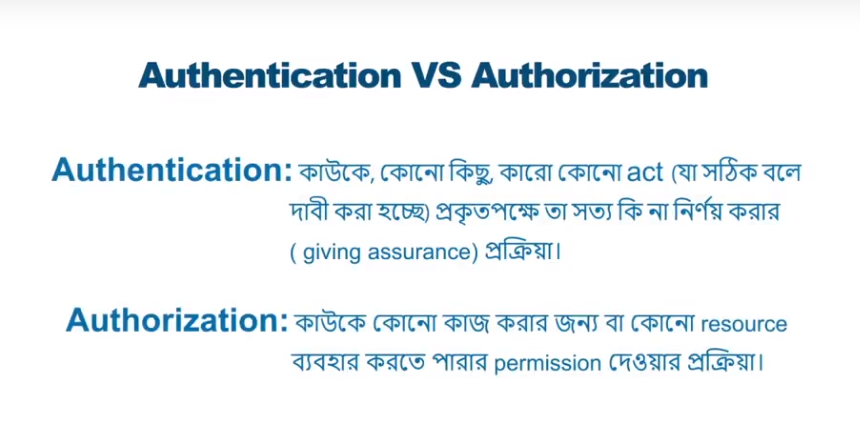 Authentication VS Authorization
Authentication: কাউকে, কোনো কিছু, কারো কোনো act (যা সঠিক বলে
দাবী করা হচ্ছে) প্রকৃতপক্ষে তা সত্য কি না নির্ণয় করার
( giving assurance) প্রক্রিয়া।
Authorization: কাউকে কোনো কাজ করার জন্য বা কোনো resource
ব্যবহার করতে পারার permission দেওয়ার প্রক্রিয়া।